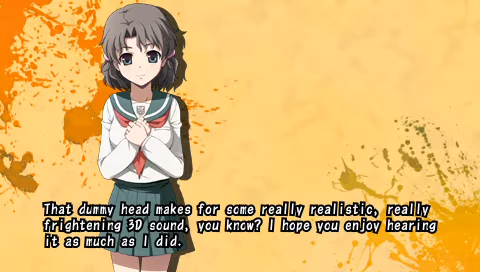 That dummy head makes for some really realistic, really
frightening 3D sound, you know? I hope you enjoy hearing
it as much as I did.